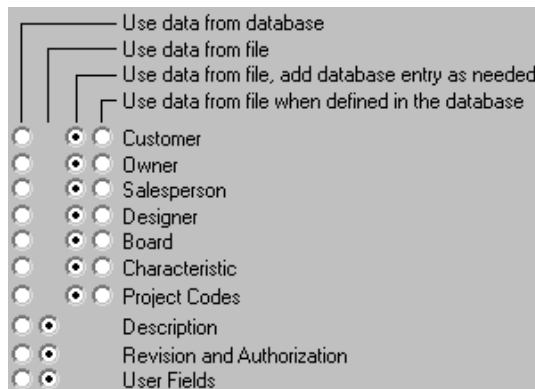 Use data from database
Use data from file
Use data from file, add database entry as needed
Use data from file when defined in the database
Customer
Owner
Salesperson
Designer
Board
Characteristic
Project Codes
Description
Revision and Authorization
User Fields